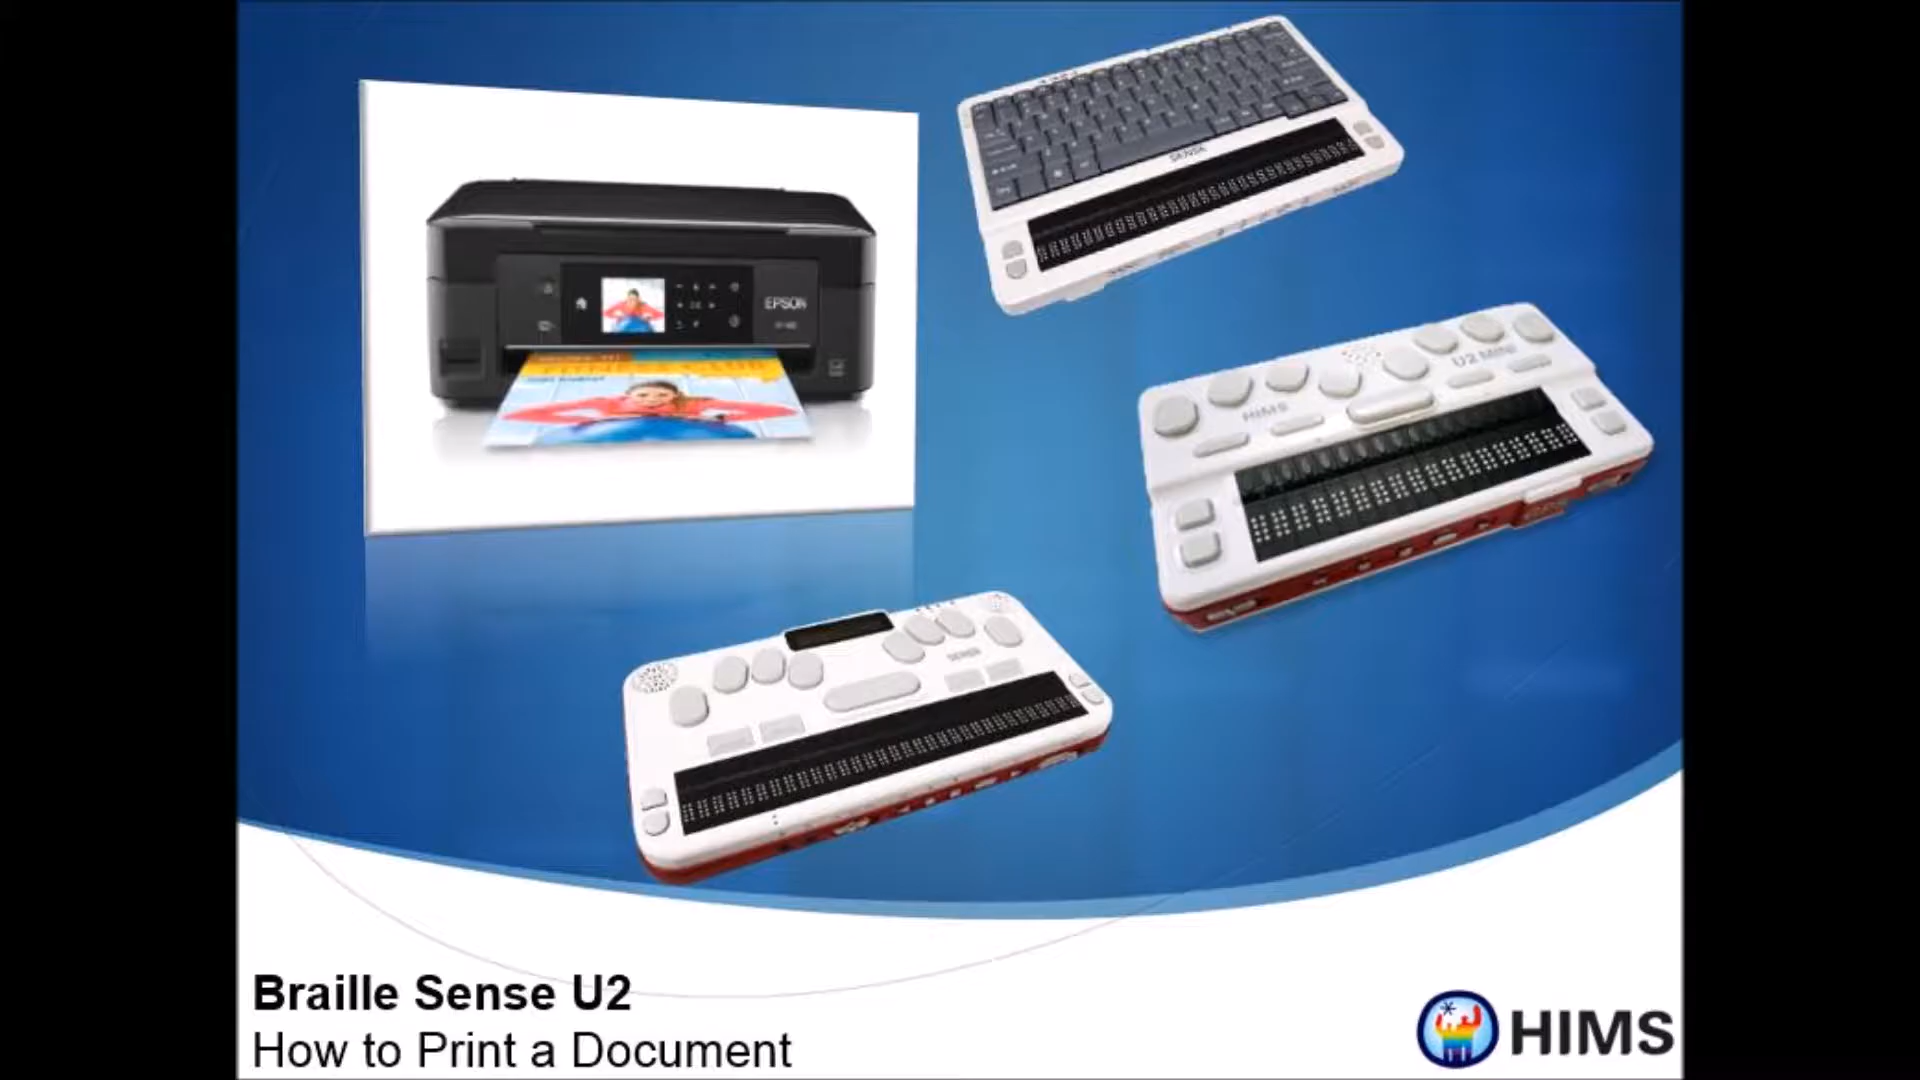 SENSE
EPSON
HIMS
U2 MINI
SENSE
Braille Sense U2
How to Print a Document
HIMS